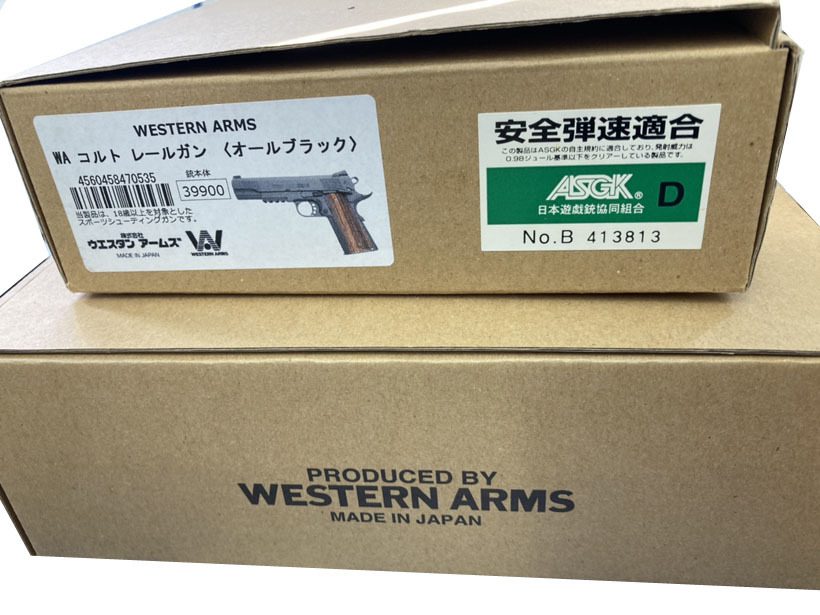 WESTERN ARMS
WA コルト レールガン 〈オールブラック〉
4560458470535
銃本体
39900
当製品は、18歳以上を対象とした
スポーツシューティングガンです。
株式会社
ウエスタン アームズ
MADE IN JAPAN
WA
WESTERN ARMS
安全弾速適合
この製品はASGKの自主規約に適合しており、発射威力は
0.98ジュール基準以下をクリアーしている製品です。
ASGK® D
日本遊戯銃協同組合
No.B 413813
PRODUCED BY
WESTERN ARMS
MADE IN JAPAN